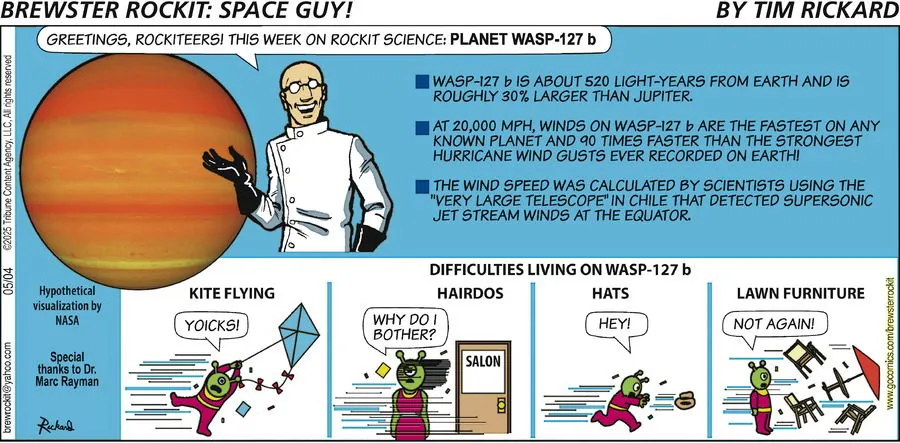 BREWSTER ROCKIT: SPACE GUY!
BY TIM RICKARD
GREETINGS, ROCKITEERS! THIS WEEK ON ROCKIT SCIENCE: PLANET WASP-127 b
WASP-127 b IS ABOUT 520 LIGHT-YEARS FROM EARTH AND IS
ROUGHLY 30% LARGER THAN JUPITER.
AT 20,000 MPH, WINDS ON WASP-127 b ARE THE FASTEST ON ANY
KNOWN PLANET AND 90 TIMES FASTER THAN THE STRONGEST
HURRICANE WIND GUSTS EVER RECORDED ON EARTH!
THE WIND SPEED WAS CALCULATED BY SCIENTISTS USING THE
"VERY LARGE TELESCOPE" IN CHILE THAT DETECTED SUPERSONIC
JET STREAM WINDS AT THE EQUATOR.
©2025 Tribune Content Agency, LLC, All rights reserved
05/04
brewrockit@yahoo.com
Hypothetical
visualization by
NASA
Special
thanks to Dr.
Marc Rayman
Rickard
DIFFICULTIES LIVING ON WASP-127 b
KITE FLYING
YOICKS!
HAIRDOS
WHY DO I
BOTHER?
SALON
HATS
HEY!
LAWN FURNITURE
NOT AGAIN!
www.gocomics.com/brewsterrockit